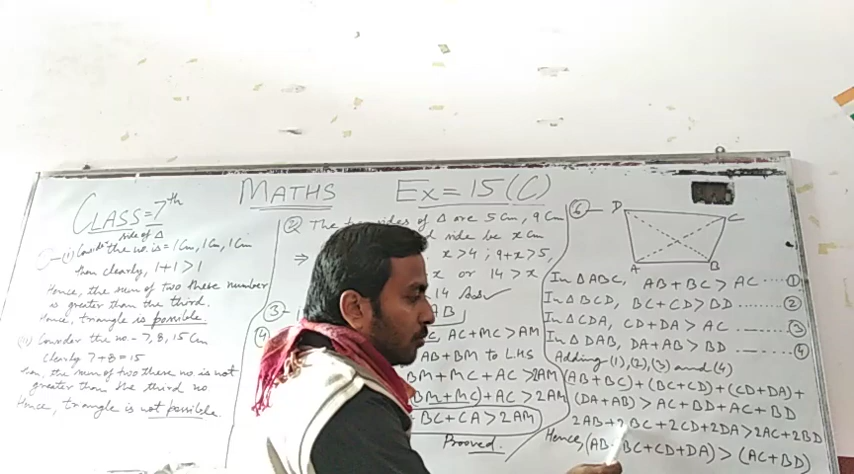 CLASS=7th
MATHS
Ex=15(C)
side of Δ
(i) Consider the no. is = 1cm, 1cm, 1cm
then clearly, 1+1>1
Hence, the sum of two these number
is greater than the third.
Hence, triangle is possible.
(ii) Consider the no - 7, 8, 15 cm
clearly 7+8=15
then, the sum of two these no is not
greater than the third no
Hence, triangle is not possible.
② The sides of Δ are 5cm, 9cm
side be x cm
⇒ x>4 ; 9+x>5,
x or 14>x
14 Ans
③
AB
④ C, AC+MC>AM
AB+BM to L.H.S
BM+MC+AC>2AM
BM+MC)+AC>2AM
BC+CA>2AM
Prooved.
⑥
D
C
A
B
In ΔABC, AB+BC>AC ..... ①
In ΔBCD, BC+CD>BD ...... ②
In ΔCDA, CD+DA>AC ...... ③
In ΔDAB, DA+AB>BD ...... ④
Adding (1),(2),(3) and (4)
(AB+BC)+(BC+CD)+(CD+DA)+
(DA+AB)>AC+BD+AC+BD
2AB+2BC+2CD+2DA>2AC+2BD
Hence, (AB BC+CD+DA)>(AC+BD)